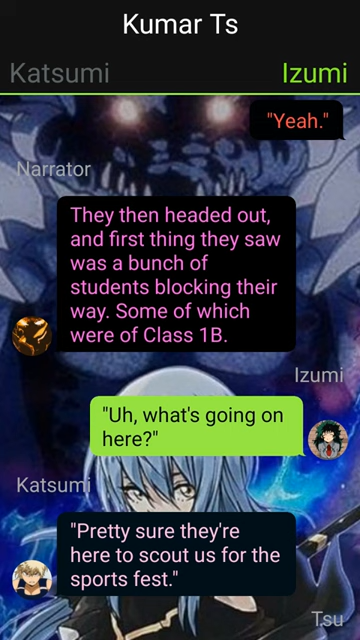 Kumar Ts
Katsumi
Izumi
"Yeah."
Narrator
They then headed out,
and first thing they saw
was a bunch of
students blocking their
way. Some of which
were of Class 1B.
Izumi
"Uh, what's going on
here?"
Katsumi
"Pretty sure they're
here to scout us for the
sports fest."
Tsu